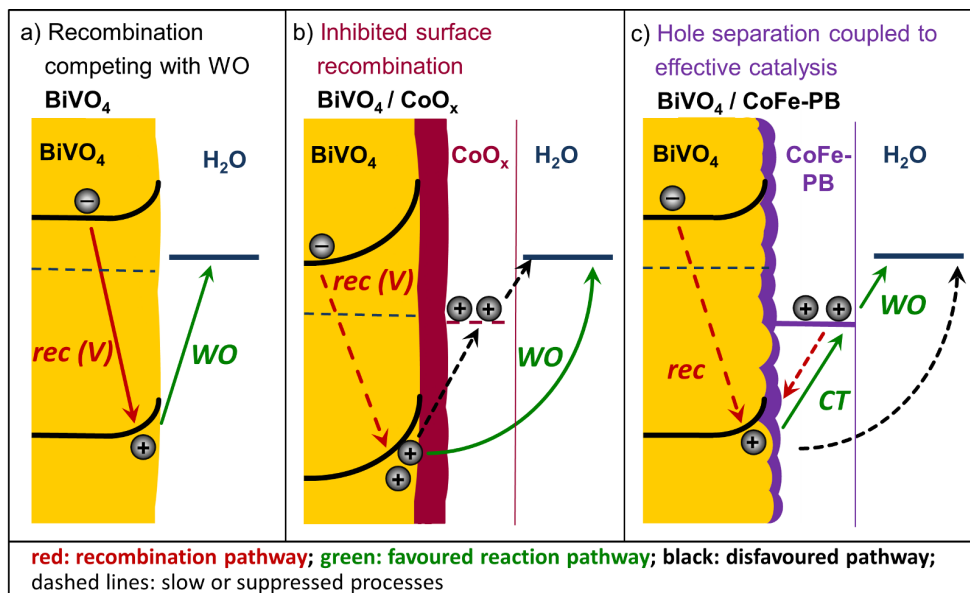 a) Recombination
competing with WO
BiVO₄
BiVO₄
H₂O
−
rec (V)
WO
+
b) Inhibited surface
recombination
BiVO₄ / CoOₓ
BiVO₄
CoOₓ
H₂O
−
rec (V)
+ +
WO
+
+
c) Hole separation coupled to
effective catalysis
BiVO₄ / CoFe-PB
BiVO₄
CoFe-
PB
H₂O
−
+ +
WO
rec
CT
+
red: recombination pathway; green: favoured reaction pathway; black: disfavoured pathway;
dashed lines: slow or suppressed processes